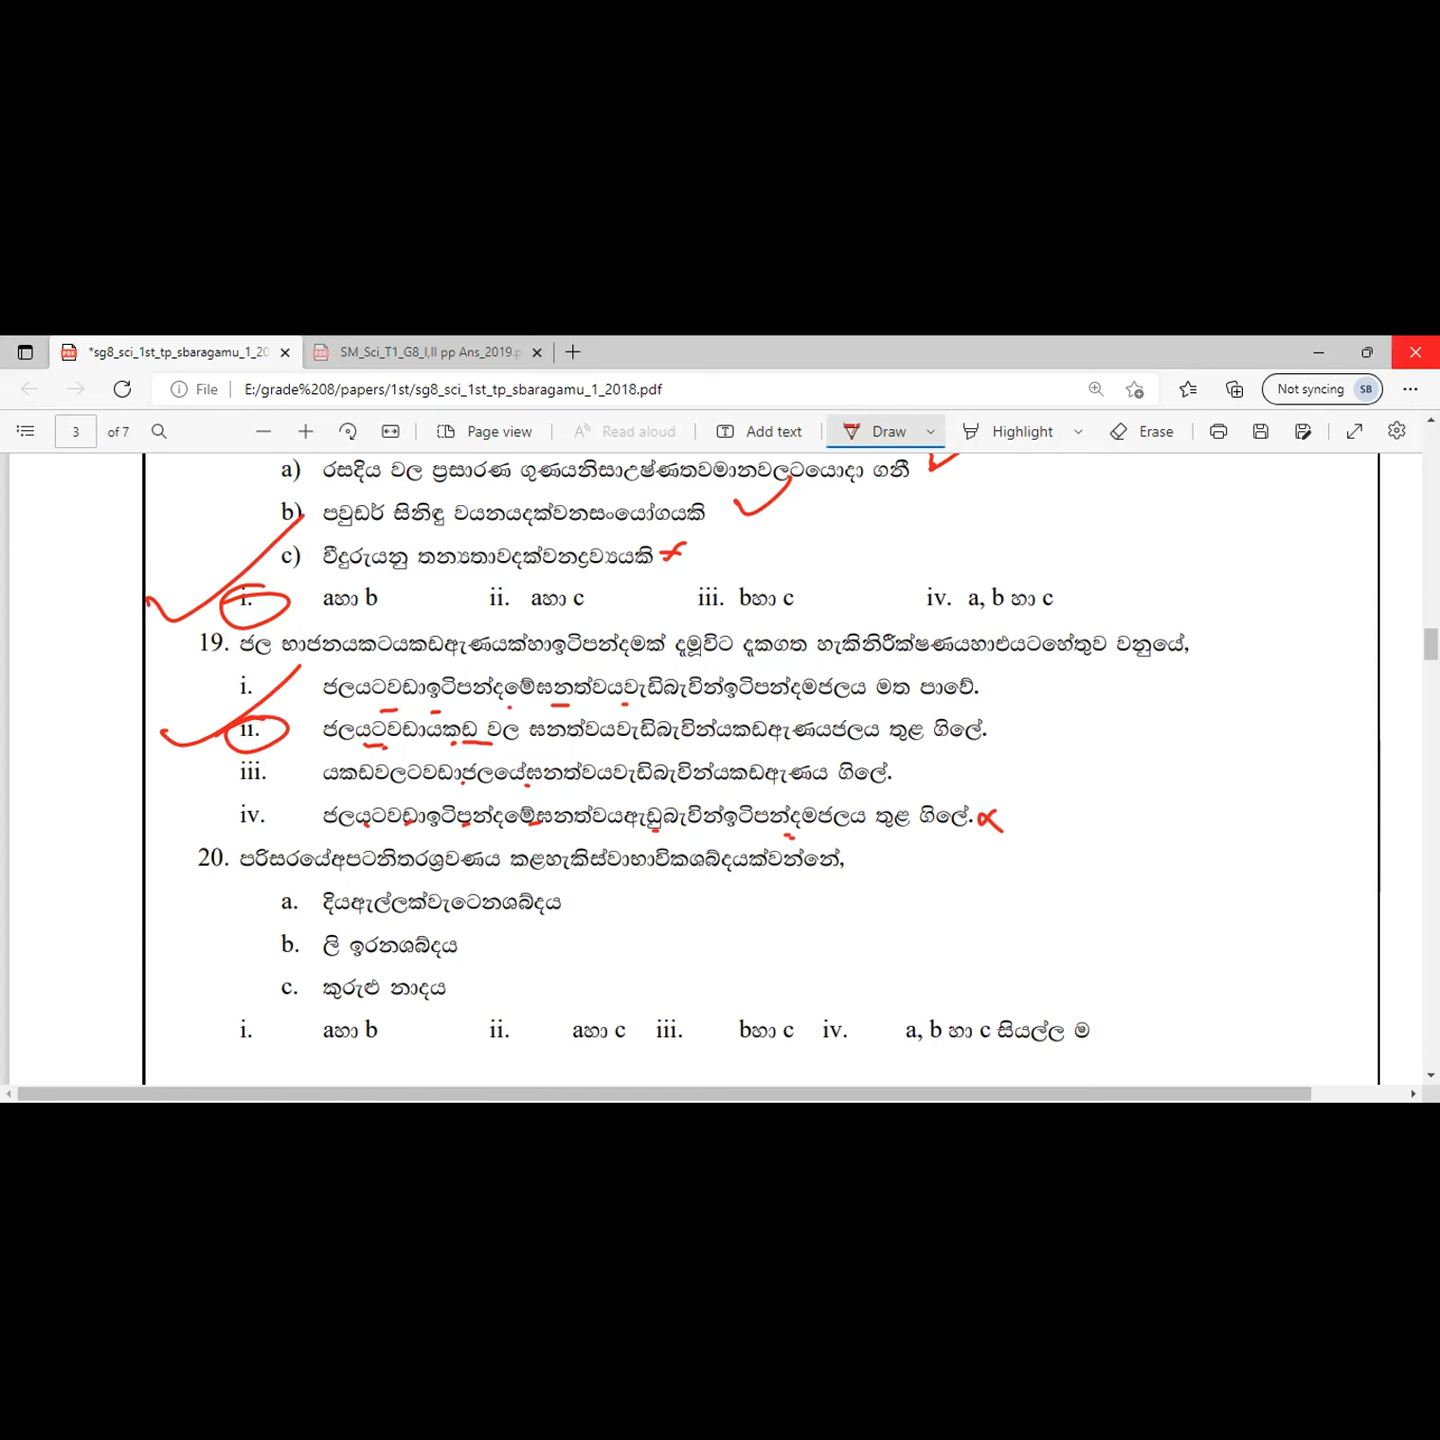 *sg8_sci_1st_tp_sbaragamu_1_20
SM_Sci_T1_G8_I,II pp Ans_2019.p
File E:/grade%208/papers/1st/sg8_sci_1st_tp_sbaragamu_1_2018.pdf Not syncing SB
3 of 7 Page view Read aloud Add text Draw Highlight Erase
a) රසදිය වල ප්‍රසාරණ ගුණයනිසාඋෂ්ණත්වමානවලටයොදා ගනී
b) පවුඩර් සිනිඳු වයනයදක්වනසංයෝගයකි
c) වීදුරුයනු තන්‍යතාවදක්වනද්‍රව්‍යයකි
i. aහා b ii. aහා c iii. bහා c iv. a, b හා c
19. ජල භාජනයකටයකඩඇණයක්හාඉටිපන්දමක් දැමූවිට දැකගත හැකිනිරීක්ෂණයහාඑයටහේතුව වනුයේ,
i. ජලයටවඩාඉටිපන්දමේඝනත්වයවැඩිබැවින්ඉටිපන්දමජලය මත පාවේ.
ii. ජලයටවඩායකඩ වල ඝනත්වයවැඩිබැවින්යකඩඇණයජලය තුළ ගිලේ.
iii. යකඩවලටවඩාජලයේඝනත්වයවැඩිබැවින්යකඩඇණය ගිලේ.
iv. ජලයටවඩාඉටිපන්දමේඝනත්වයඇඩුබැවින්ඉටිපන්දමජලය තුළ ගිලේ.
20. පරිසරයේඅපටනිතරශ්‍රවණය කළහැකිස්වාභාවිකශබ්දයක්වන්නේ,
a. දියඇල්ලක්වැටෙනශබ්දය
b. ලි ඉරනශබ්දය
c. කුරුළු නාදය
i. aහා b ii. aහා c iii. bහා c iv. a, b හා c සියල්ල ම